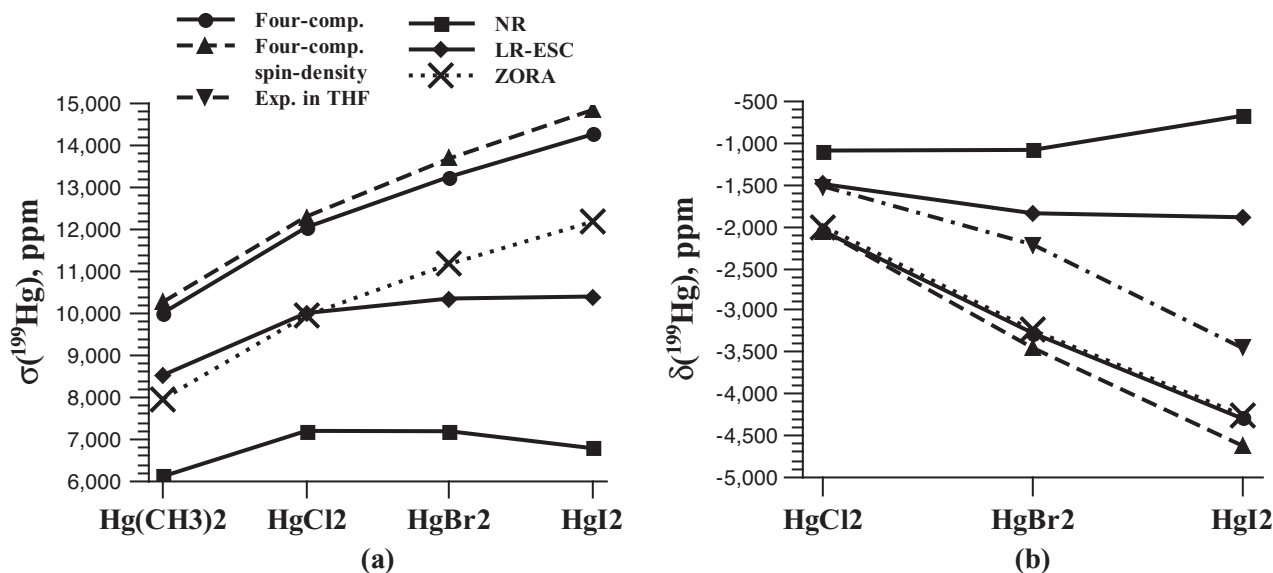 Four-comp.
Four-comp.
spin-density
Exp. in THF
NR
LR-ESC
ZORA
σ(¹⁹⁹Hg), ppm
15,000
14,000
13,000
12,000
11,000
10,000
9,000
8,000
7,000
6,000
Hg(CH3)2 HgCl2 HgBr2 HgI2
(a)
δ(¹⁹⁹Hg), ppm
-500
-1,000
-1,500
-2,000
-2,500
-3,000
-3,500
-4,000
-4,500
-5,000
HgCl2 HgBr2 HgI2
(b)